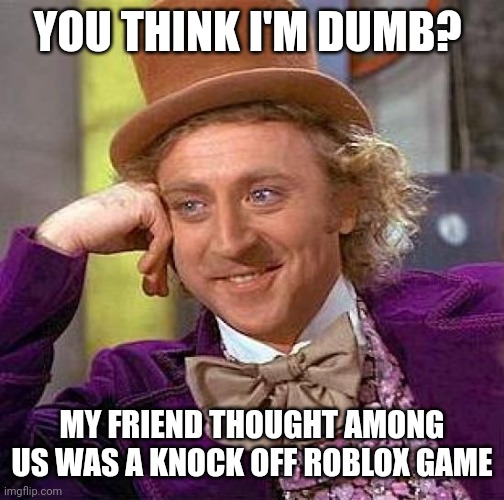 YOU THINK I'M DUMB?
MY FRIEND THOUGHT AMONG
US WAS A KNOCK OFF ROBLOX GAME
imgflip.com